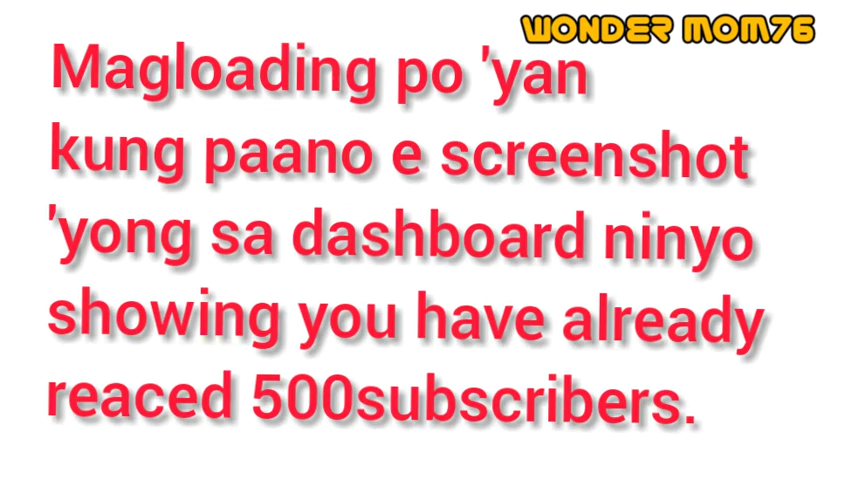 WONDER MOM76
Magloading po 'yan
kung paano e screenshot
'yong sa dashboard ninyo
showing you have already
reaced 500subscribers.